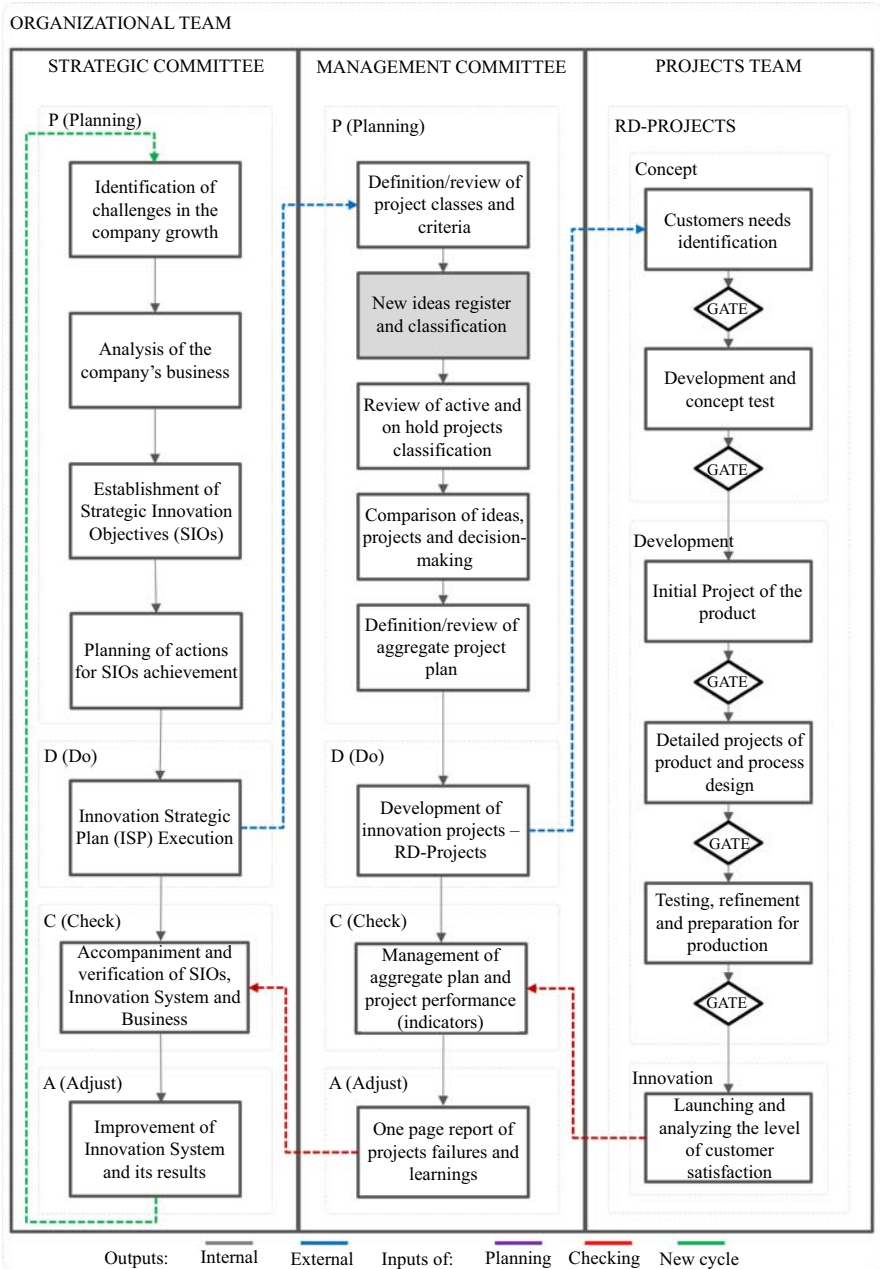 ORGANIZATIONAL TEAM
STRATEGIC COMMITTEE
P (Planning)
Identification of
challenges in the
company growth
Analysis of the
company's business
Establishment of
Strategic Innovation
Objectives (SIOs)
Planning of actions
for SIOs achievement
D (Do)
Innovation Strategic
Plan (ISP) Execution
C (Check)
Accompaniment and
verification of SIOs,
Innovation System and
Business
A (Adjust)
Improvement of
Innovation System
and its results
MANAGEMENT COMMITTEE
P (Planning)
Definition/review of
project classes and
criteria
New ideas register
and classification
Review of active and
on hold projects
classification
Comparison of ideas,
projects and decision-
making
Definition/review of
aggregate project
plan
D (Do)
Development of
innovation projects –
RD-Projects
C (Check)
Management of
aggregate plan and
project performance
(indicators)
A (Adjust)
One page report of
projects failures and
learnings
PROJECTS TEAM
RD-PROJECTS
Concept
Customers needs
identification
GATE
Development and
concept test
GATE
Development
Initial Project of the
product
GATE
Detailed projects of
product and process
design
GATE
Testing, refinement
and preparation for
production
GATE
Innovation
Launching and
analyzing the level
of customer
satisfaction
Outputs: Internal External Inputs of: Planning Checking New cycle